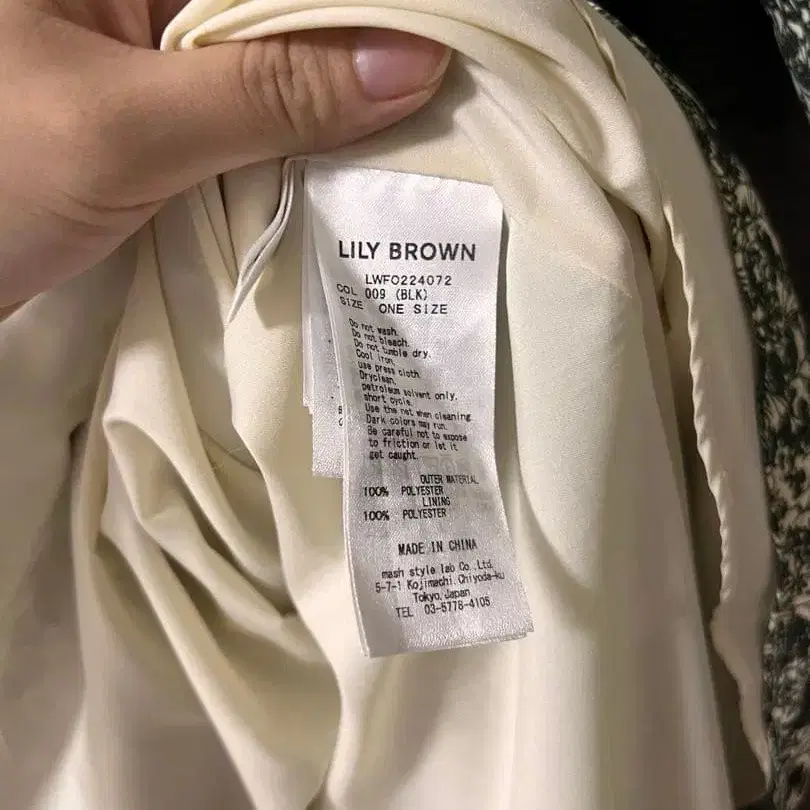 LILY BROWN
LWFO224072
COL 009 (BLK)
SIZE ONE SIZE
Do not wash.
Do not bleach.
Do not tumble dry.
Cool iron.
use press cloth
Dryclean,
petroleum solvent only.
short cycle.
Use the net when cleaning
Dark colors may run.
Be careful not to expose
to friction or let it
get caught.
OUTER MATERIAL
100% POLYESTER
LINING
100% POLYESTER
MADE IN CHINA
mash style lab Co.,Ltd.
5-7-1 Kojimachi,Chiyoda-ku
Tokyo,Japan
TEL 03-5778-4105